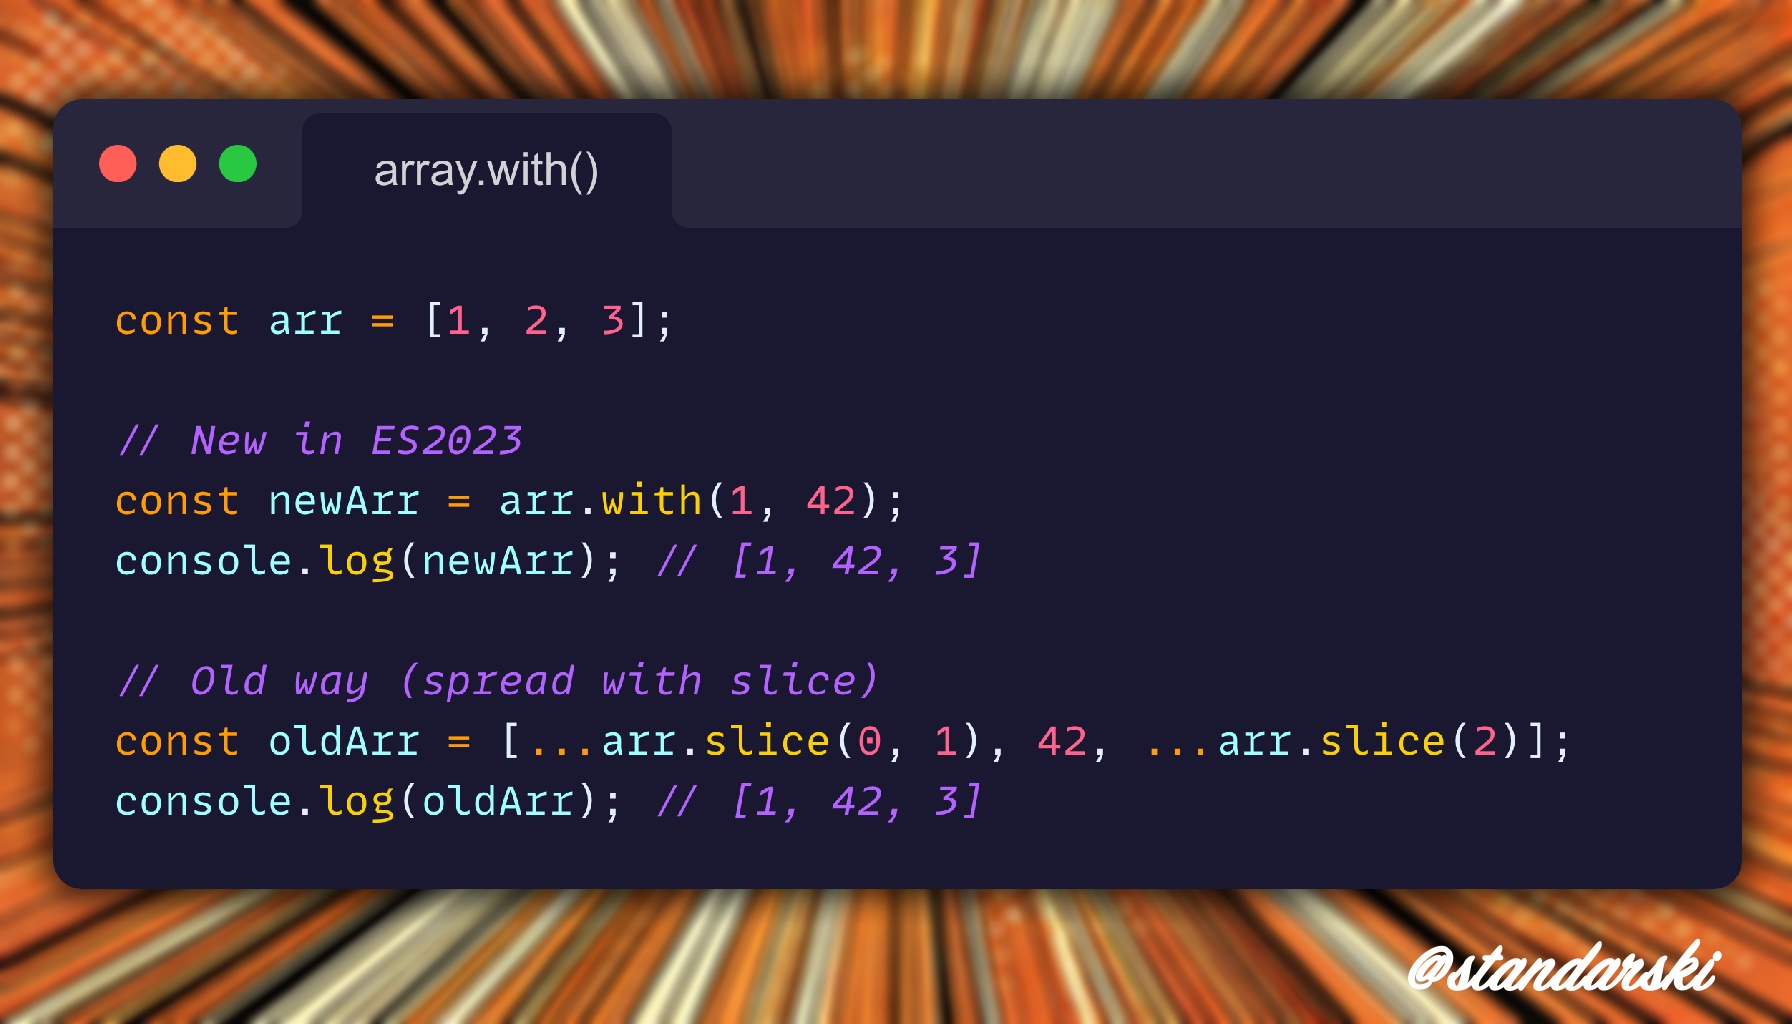 array.with()
const arr = [1, 2, 3];
// New in ES2023
const newArr = arr.with(1, 42);
console.log(newArr); // [1, 42, 3]
// Old way (spread with slice)
const oldArr = [...arr.slice(0, 1), 42, ...arr.slice(2)];
console.log(oldArr); // [1, 42, 3]
@standarski